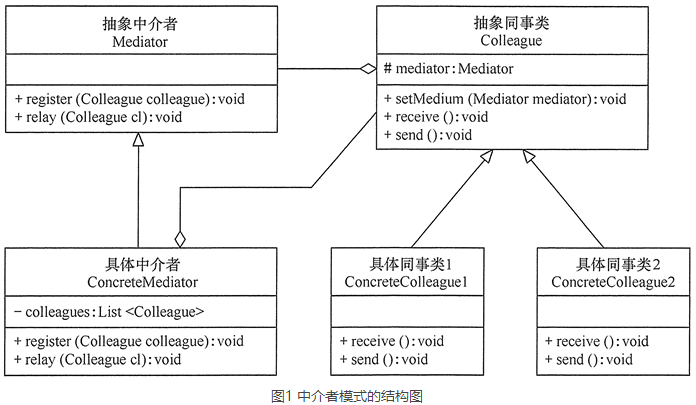 抽象中介者
Mediator
+ register (Colleague colleague): void
+ relay (Colleague cl): void
抽象同事类
Colleague
# mediator: Mediator
+ setMedium (Mediator mediator): void
+ receive (): void
+ send (): void
具体中介者
ConcreteMediator
− colleagues: List <Colleague>
+ register (Colleague colleague): void
+ relay (Colleague cl): void
具体同事类1
ConcreteColleague1
+ receive (): void
+ send (): void
具体同事类2
ConcreteColleague2
+ receive (): void
+ send (): void
图1 中介者模式的结构图